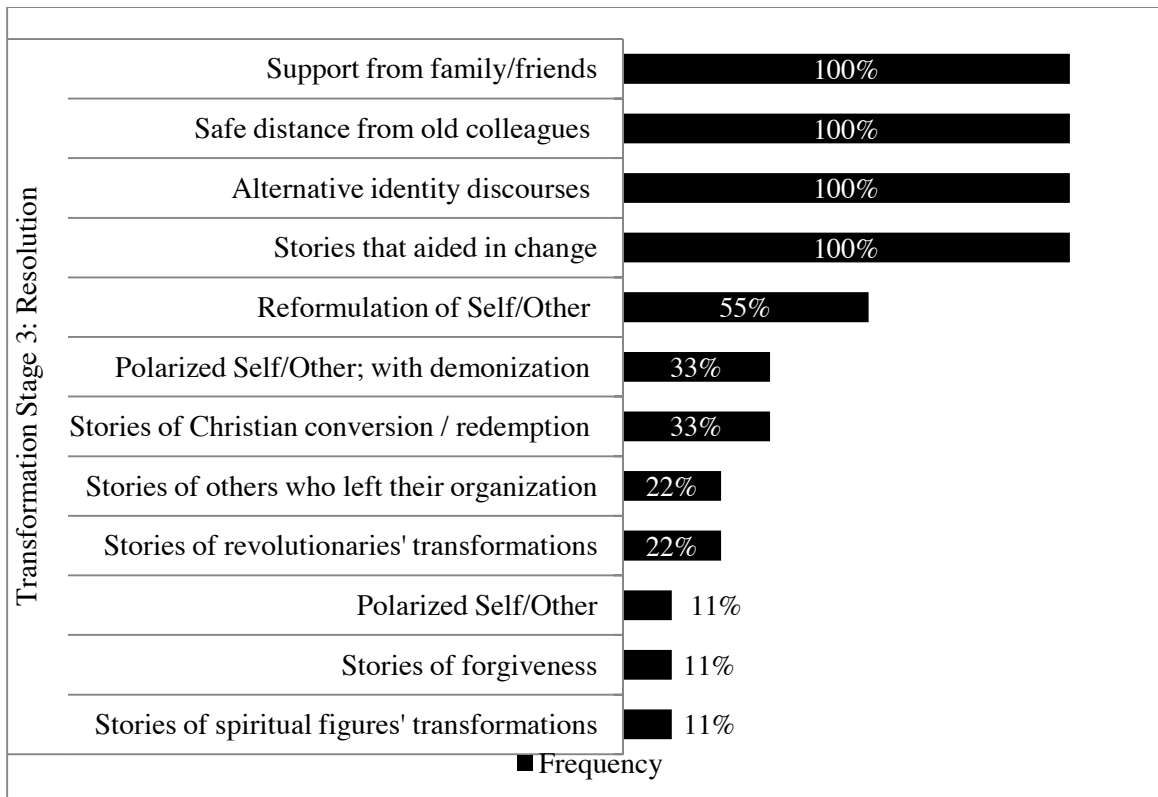 Transformation Stage 3: Resolution
Support from family/friends 100%
Safe distance from old colleagues 100%
Alternative identity discourses 100%
Stories that aided in change 100%
Reformulation of Self/Other 55%
Polarized Self/Other; with demonization 33%
Stories of Christian conversion / redemption 33%
Stories of others who left their organization 22%
Stories of revolutionaries' transformations 22%
Polarized Self/Other 11%
Stories of forgiveness 11%
Stories of spiritual figures' transformations 11%
Frequency